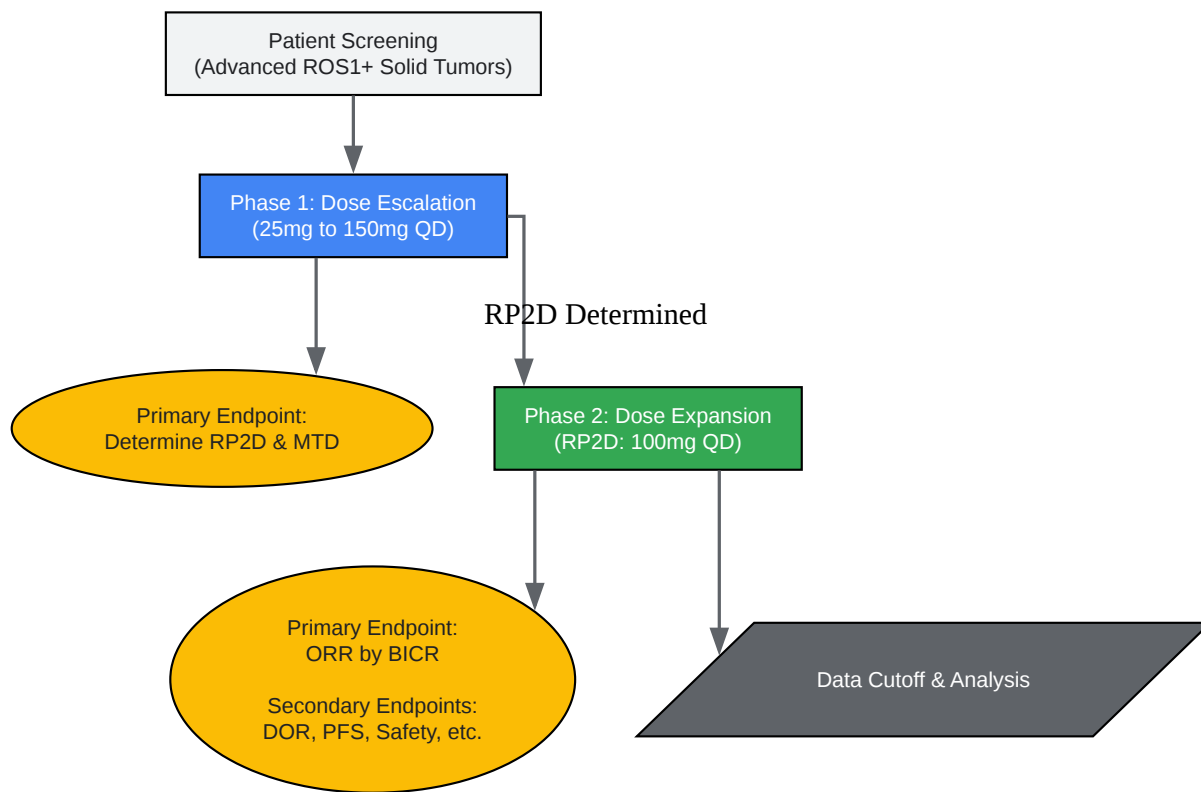 Patient Screening
(Advanced ROS1+ Solid Tumors)
Phase 1: Dose Escalation
(25mg to 150mg QD)
RP2D Determined
Primary Endpoint:
Determine RP2D & MTD
Phase 2: Dose Expansion
(RP2D: 100mg QD)
Primary Endpoint:
ORR by BICR
Secondary Endpoints:
DOR, PFS, Safety, etc.
Data Cutoff & Analysis